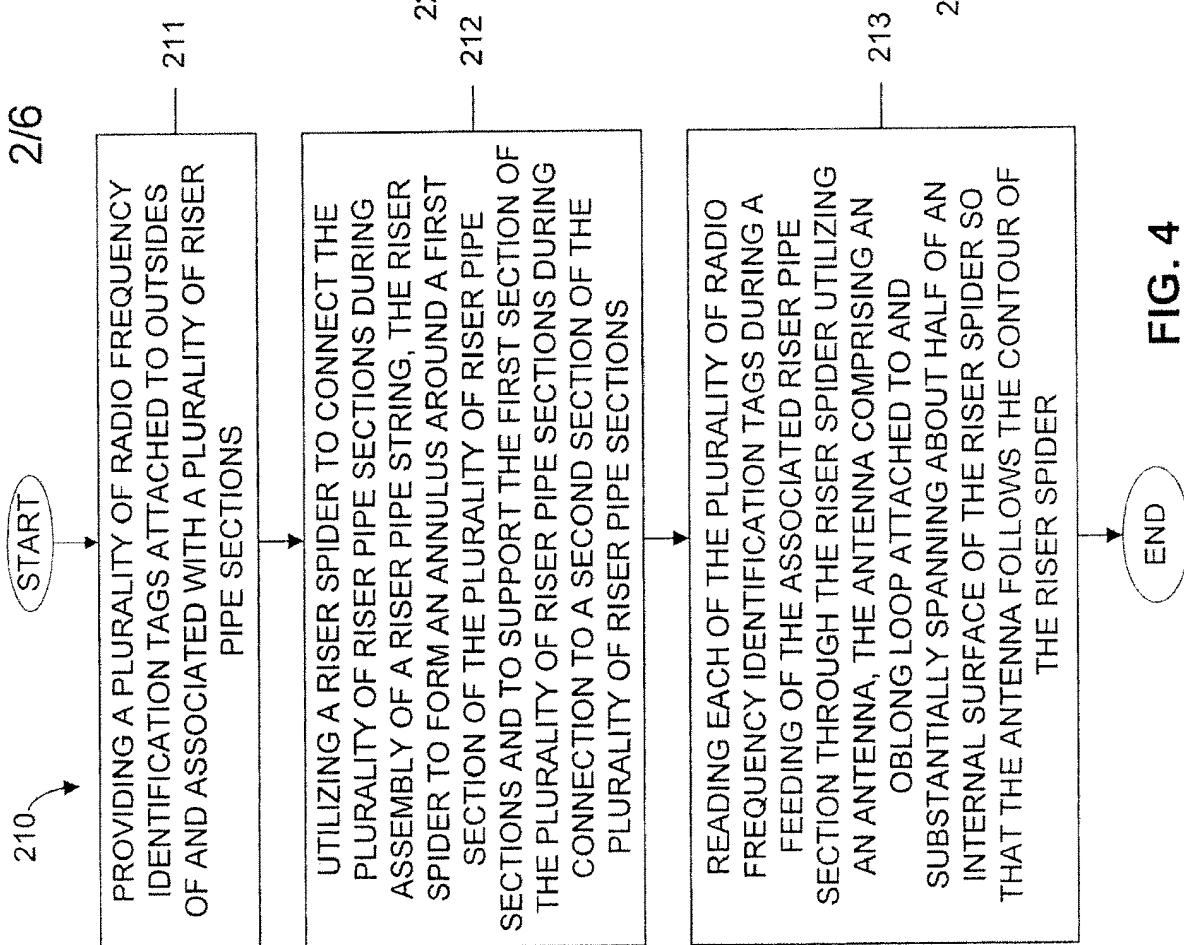 2/6
START
210
PROVIDING A PLURALITY OF RADIO FREQUENCY
IDENTIFICATION TAGS ATTACHED TO OUTSIDES
OF AND ASSOCIATED WITH A PLURALITY OF RISER
PIPE SECTIONS
211
UTILIZING A RISER SPIDER TO CONNECT THE
PLURALITY OF RISER PIPE SECTIONS DURING
ASSEMBLY OF A RISER PIPE STRING, THE RISER
SPIDER TO FORM AN ANNULUS AROUND A FIRST
SECTION OF THE PLURALITY OF RISER PIPE
SECTIONS AND TO SUPPORT THE FIRST SECTION OF
THE PLURALITY OF RISER PIPE SECTIONS DURING
CONNECTION TO A SECOND SECTION OF THE
PLURALITY OF RISER PIPE SECTIONS
212
READING EACH OF THE PLURALITY OF RADIO
FREQUENCY IDENTIFICATION TAGS DURING A
FEEDING OF THE ASSOCIATED RISER PIPE
SECTION THROUGH THE RISER SPIDER UTILIZING
AN ANTENNA, THE ANTENNA COMPRISING AN
OBLONG LOOP ATTACHED TO AND
SUBSTANTIALLY SPANNING ABOUT HALF OF AN
INTERNAL SURFACE OF THE RISER SPIDER SO
THAT THE ANTENNA FOLLOWS THE CONTOUR OF
THE RISER SPIDER
213
END
FIG. 4